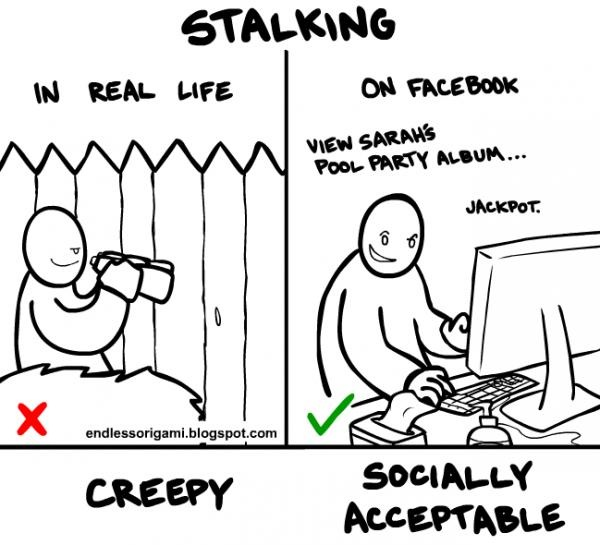 STALKING
IN REAL LIFE
ON FACEBOOK
VIEW SARAH'S
POOL PARTY ALBUM...
JACKPOT.
endlessorigami.blogspot.com
CREEPY
SOCIALLY
ACCEPTABLE